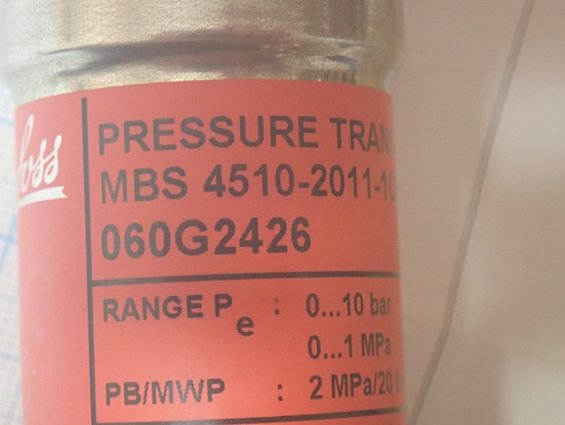 oss
PRESSURE TRAN
MBS 4510-2011-1
060G2426
RANGE Pe : 0...10 bar
0...1 MPa
PB/MWP : 2 MPa/20